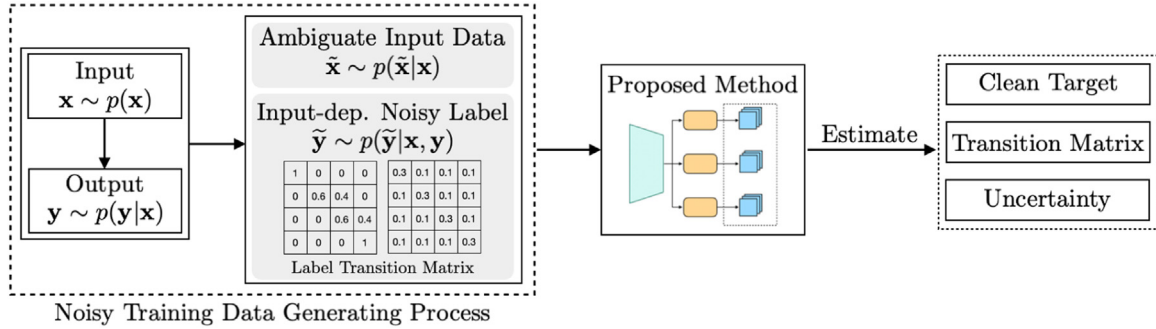 Input
x ∼ p(x)
Output
y ∼ p(y|x)
Ambiguate Input Data
x̃ ∼ p(x̃|x)
Input-dep. Noisy Label
ỹ ∼ p(ỹ|x, y)
1 0 0 0
0 0.6 0.4 0
0 0 0.6 0.4
0 0 0 1
0.3 0.1 0.1 0.1
0.1 0.3 0.1 0.1
0.1 0.1 0.3 0.1
0.1 0.1 0.1 0.3
Label Transition Matrix
Noisy Training Data Generating Process
Proposed Method
Estimate
Clean Target
Transition Matrix
Uncertainty